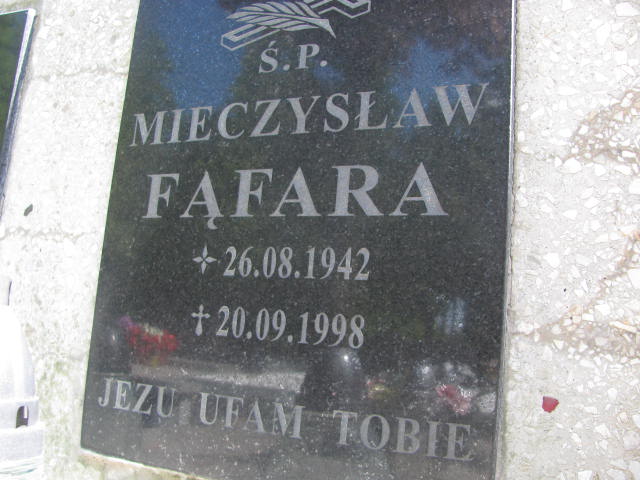 Ś.P.
MIECZYSŁAW
FĄFARA
26.08.1942
20.09.1998
JEZU UFAM TOBIE